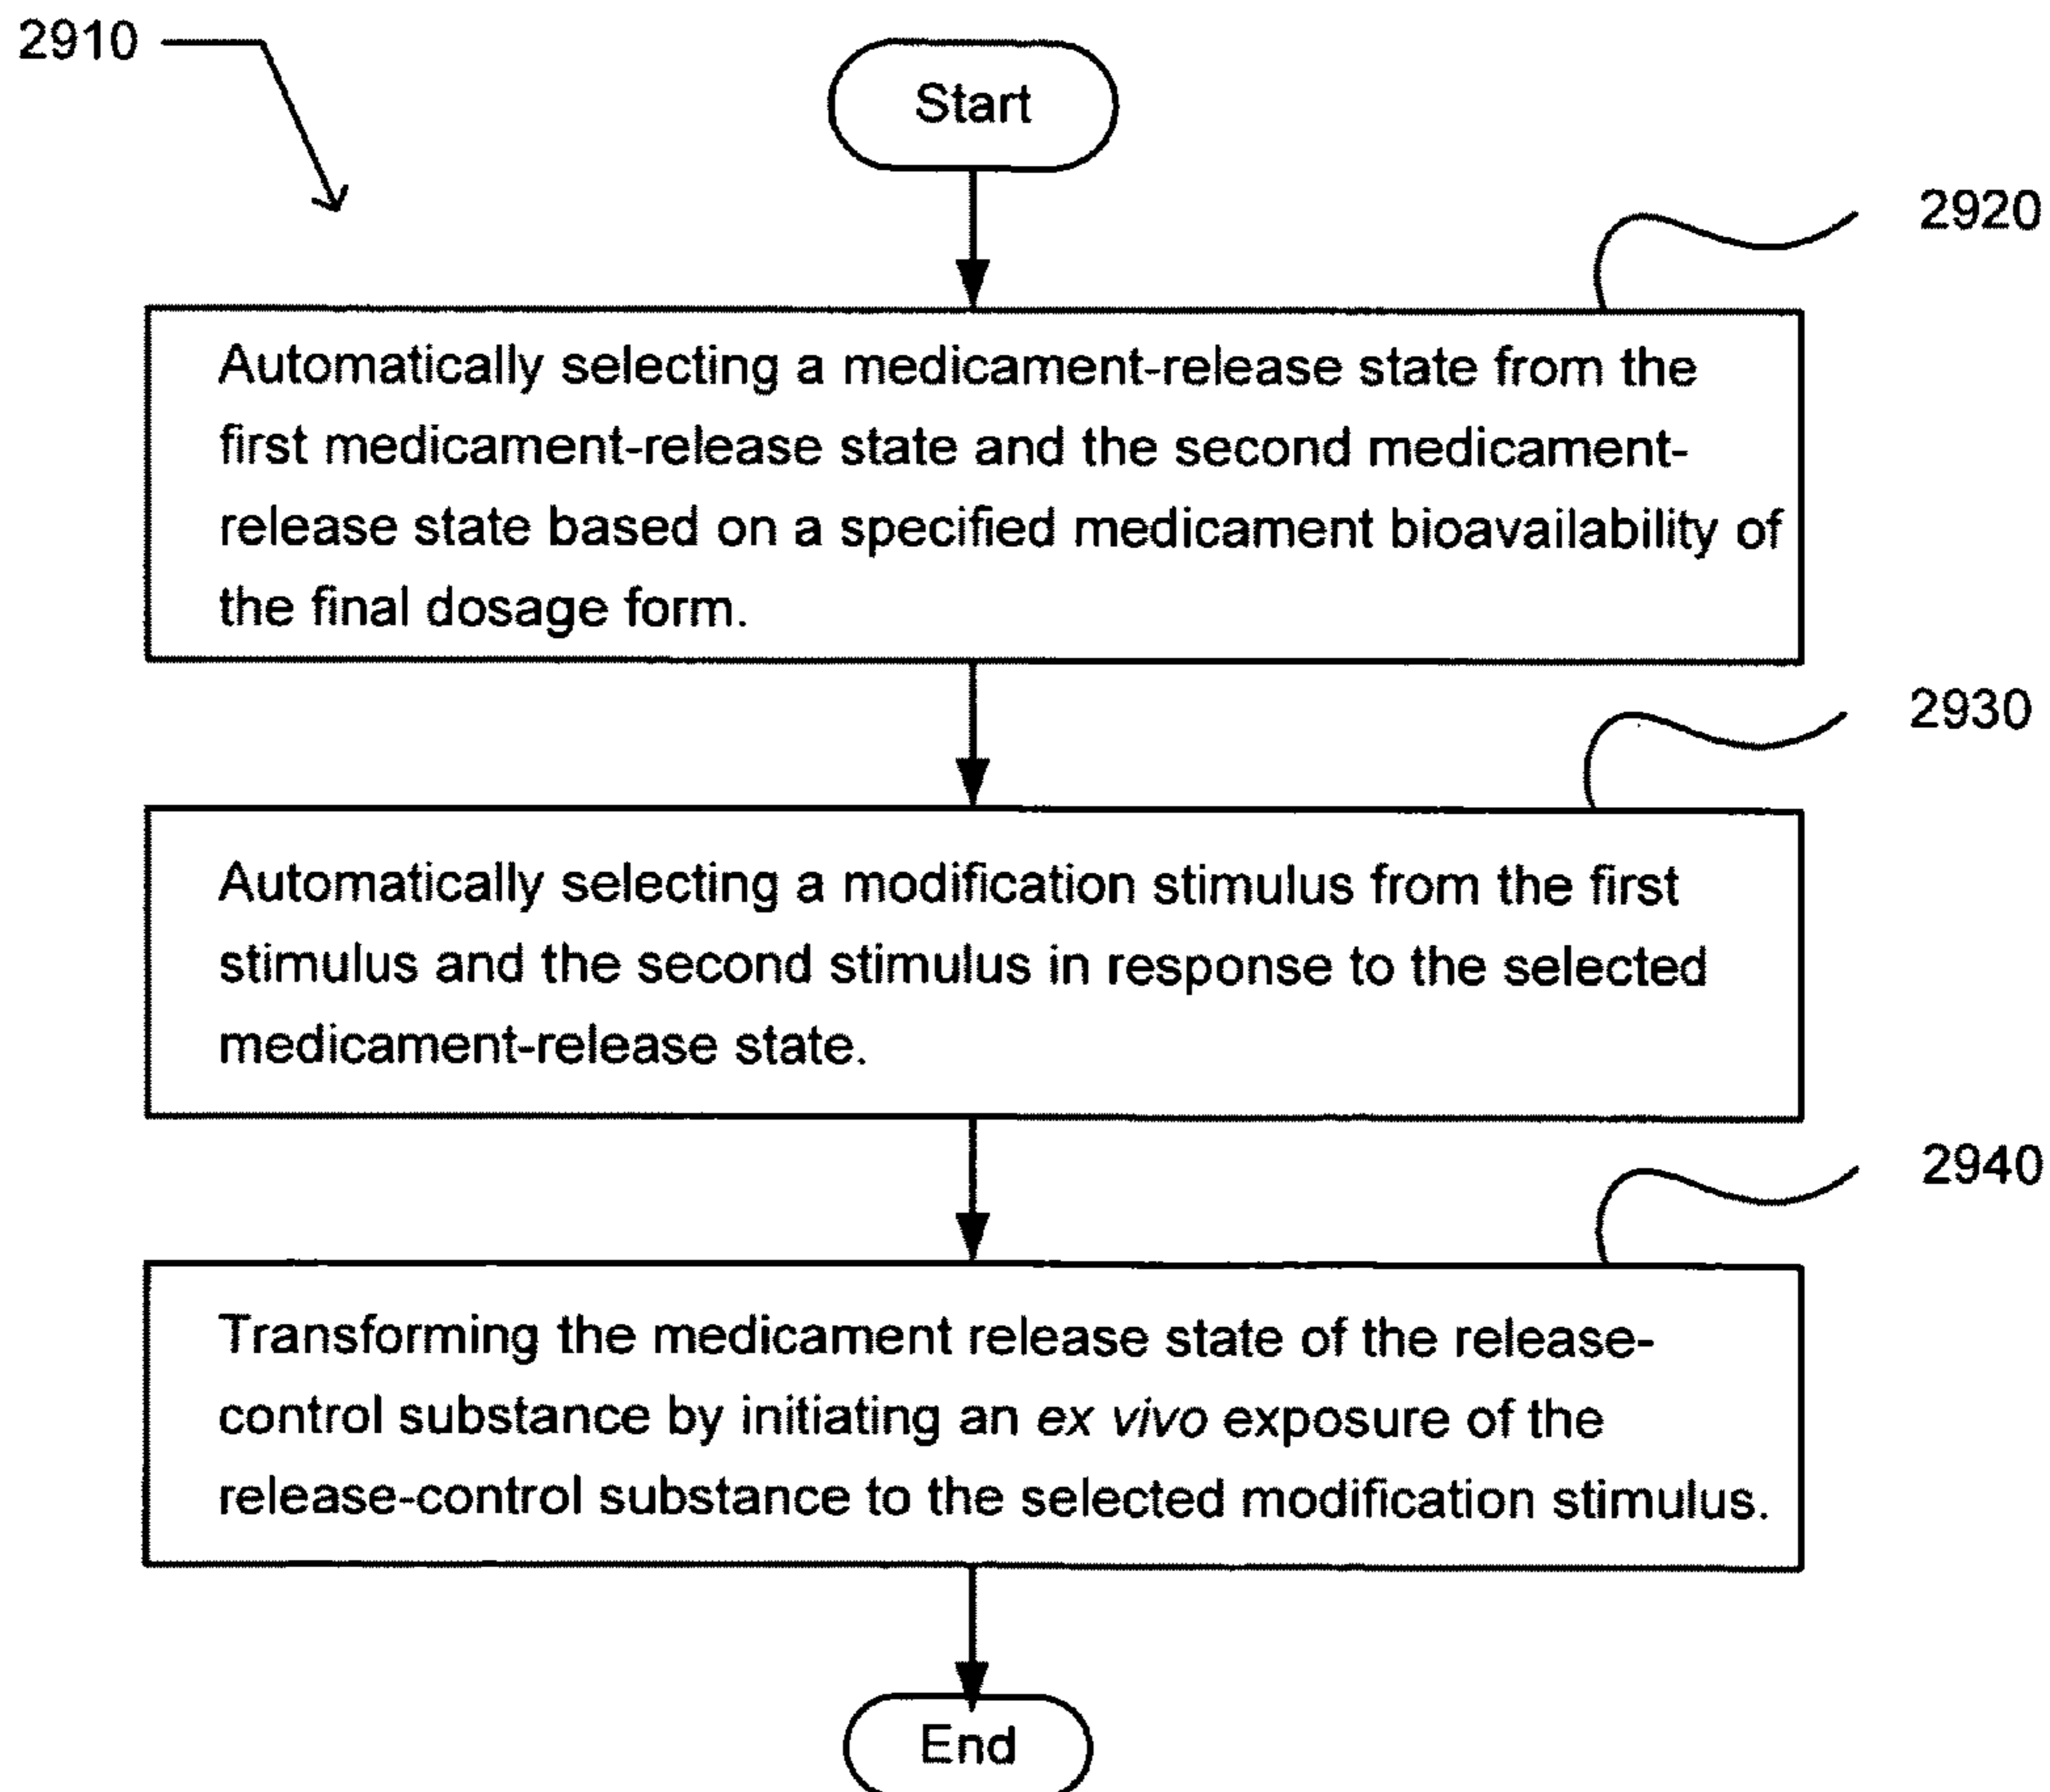 2910
Start
2920
Automatically selecting a medicament-release state from the
first medicament-release state and the second medicament-
release state based on a specified medicament bioavailability of
the final dosage form.
2930
Automatically selecting a modification stimulus from the first
stimulus and the second stimulus in response to the selected
medicament-release state.
2940
Transforming the medicament release state of the release-
control substance by initiating an ex vivo exposure of the
release-control substance to the selected modification stimulus.
End